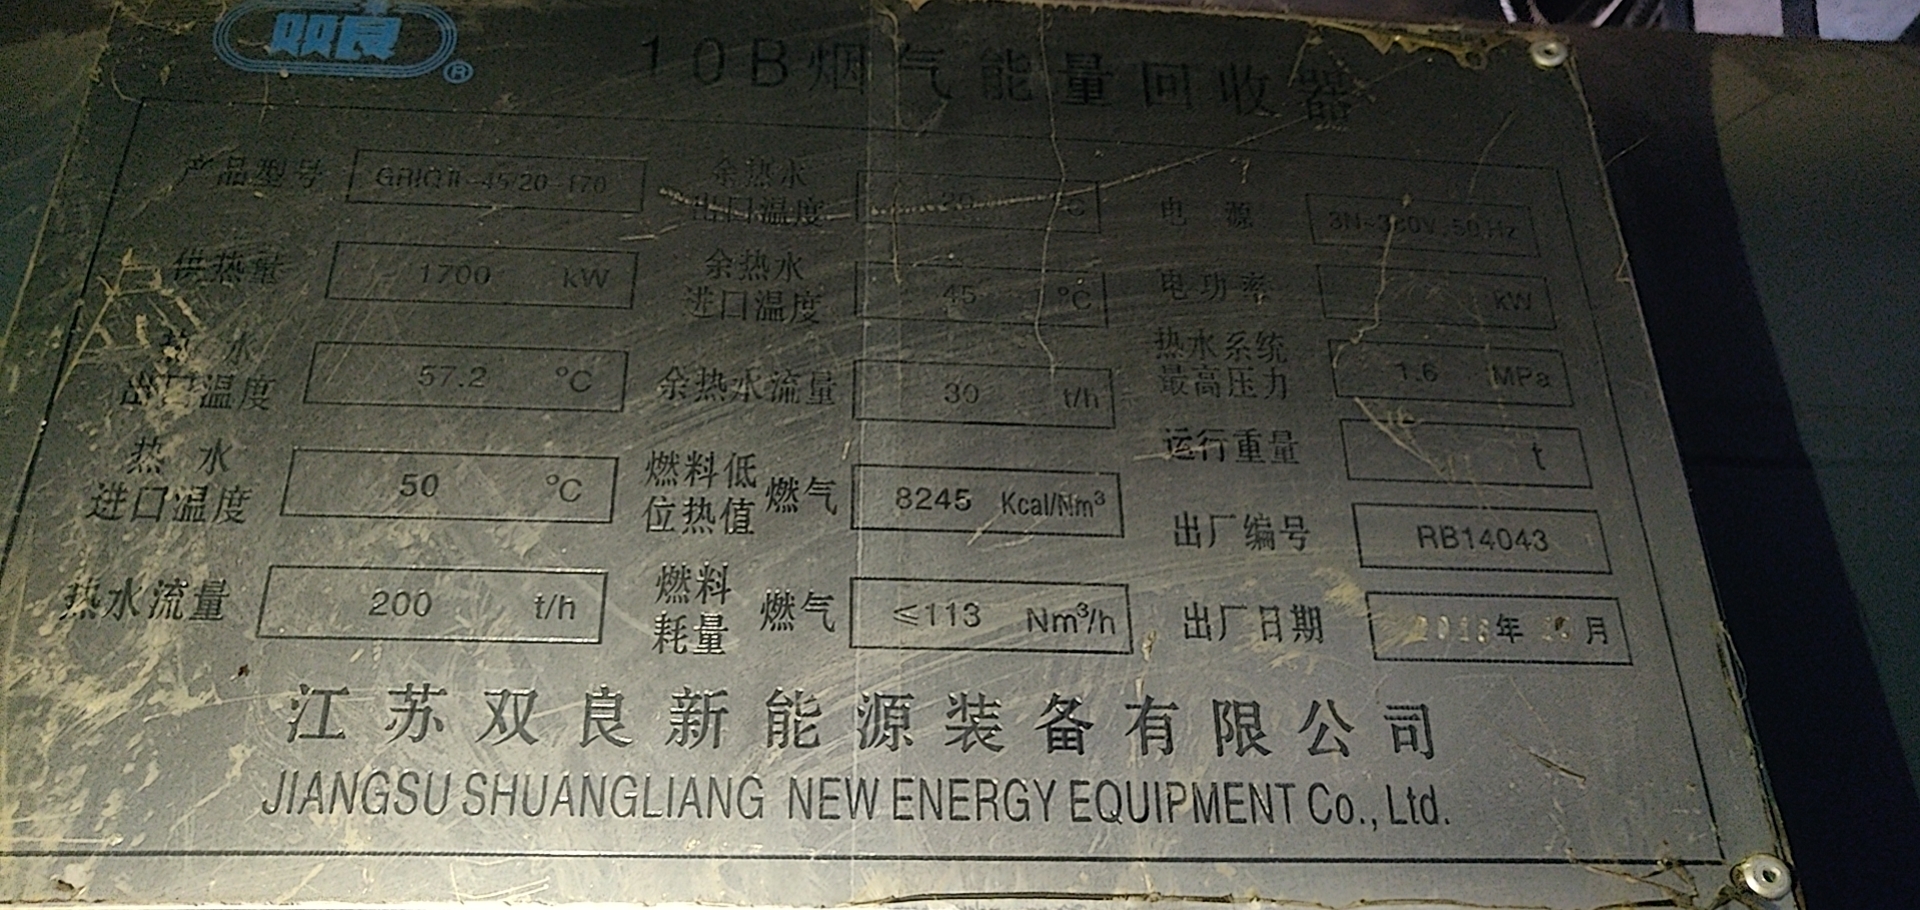 双良®
10B烟气能量回收器
产品型号
供热量 1700 kW
热水出口温度 57.2 °C
热水进口温度 50 °C
热水流量 200 t/h
余热水出口温度 20 °C
余热水进口温度 45 °C
余热水流量 30 t/h
燃料低位热值 燃气 8245 Kcal/Nm³
燃料耗量 燃气 ≤113 Nm³/h
电源 3N~380V,50Hz
电功率 kW
热水系统最高压力 1.6 MPa
运行重量 t
出厂编号 RB14043
出厂日期 年 月
江苏双良新能源装备有限公司
JIANGSU SHUANGLIANG NEW ENERGY EQUIPMENT Co., Ltd.